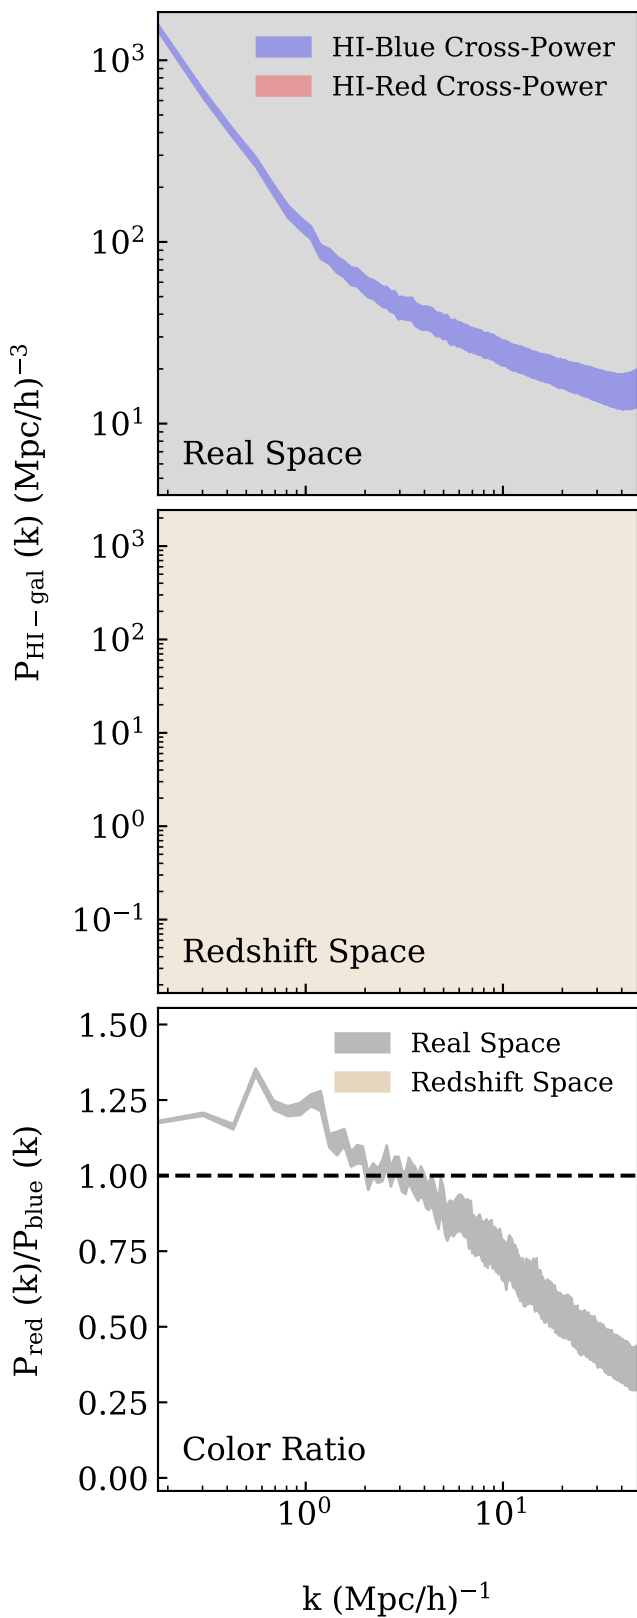 HI-Blue Cross-Power
HI-Red Cross-Power
10³
10²
10¹
Real Space
P_HI−gal (k) (Mpc/h)⁻³
10³
10²
10¹
10⁰
10⁻¹
Redshift Space
1.50
1.25
1.00
0.75
0.50
0.25
0.00
Real Space
Redshift Space
P_red (k)/P_blue (k)
Color Ratio
10⁰ 10¹
k (Mpc/h)⁻¹